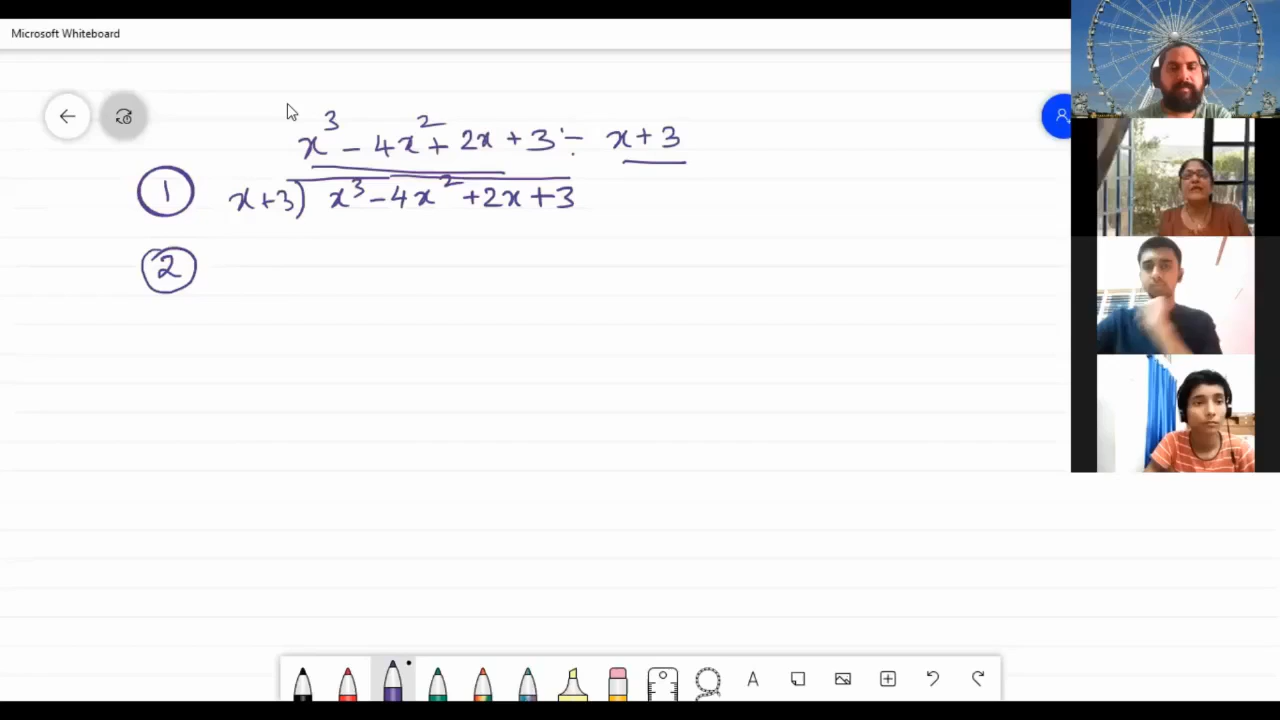 Microsoft Whiteboard
x³ - 4x² + 2x + 3 ÷ x + 3
① x+3) x³ - 4x² + 2x + 3
②
A